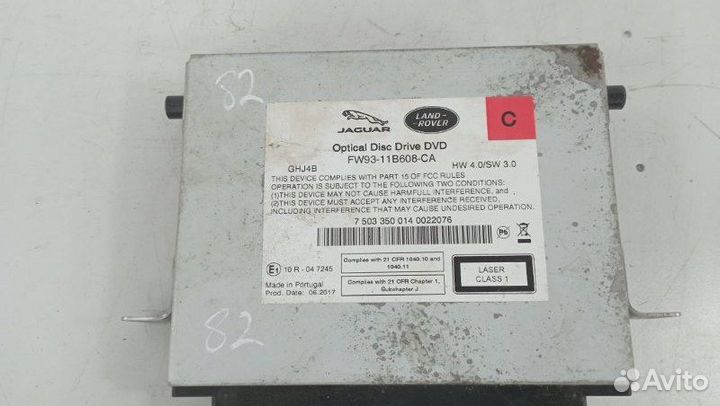 82
JAGUAR
LAND-
ROVER
C
Optical Disc Drive DVD
FW93-11B608-CA
GHJ4B
HW 4.0/SW 3.0
THIS DEVICE COMPLIES WITH PART 15 OF FCC RULES
OPERATION IS SUBJECT TO THE FOLLOWING TWO CONDITIONS:
(1)THIS DEVICE MAY NOT CAUSE HARMFULL INTERFERENCE, and
(2)THIS DEVICE MUST ACCEPT ANY INTERFERENCE RECEIVED,
INCLUDING INTERFERENCE THAT MAY CAUSE UNDESIRED OPERATION.
7 503 350 014 0022076
Pb
E1 10 R - 04 7245
Complies with 21 CFR 1040.10 and
1040.11
Made in Portugal
Prod. Date: 06.2017
Complies with 21 CFR Chapter 1,
Subchapter J
LASER
CLASS 1
82
Avito